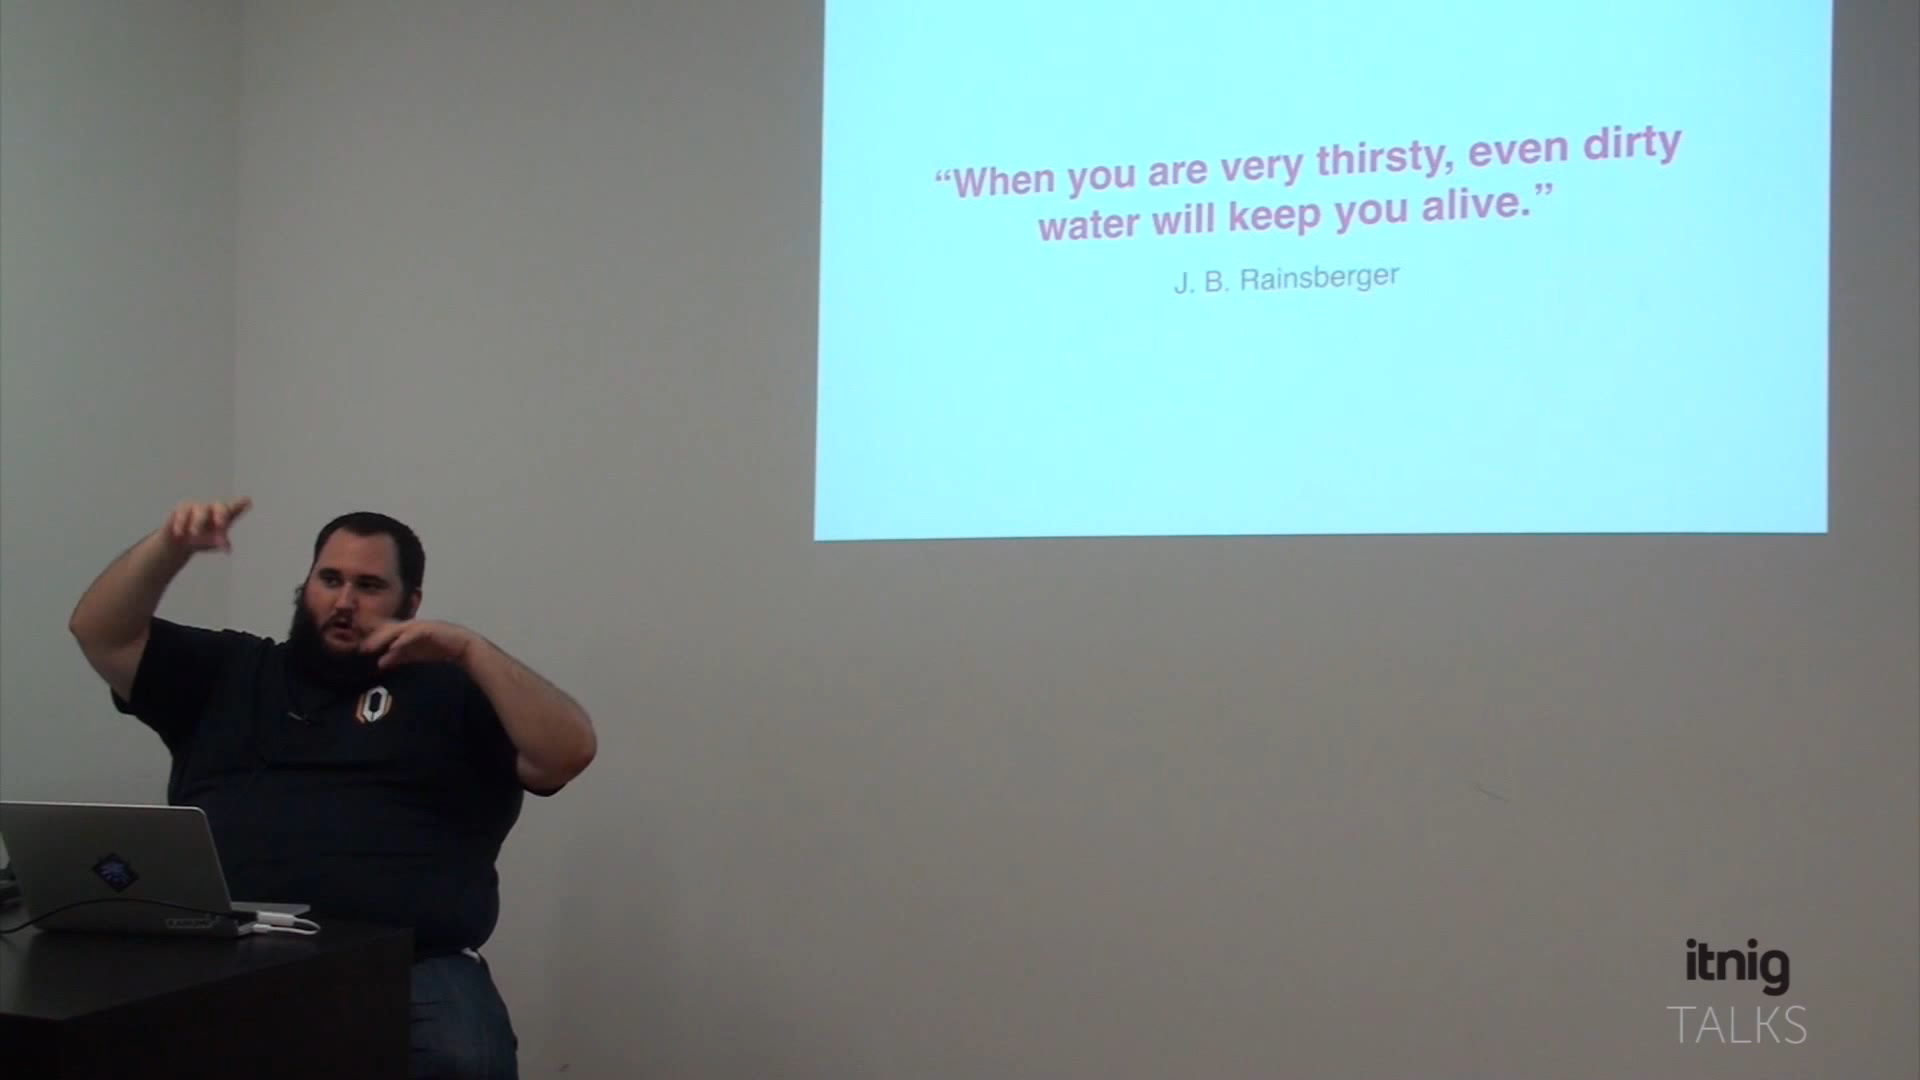 “When you are very thirsty, even dirty
water will keep you alive.”
J. B. Rainsberger
itnig
TALKS